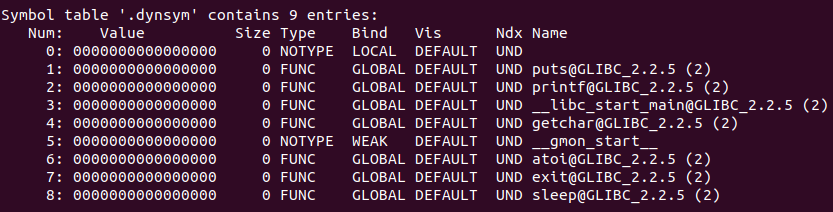 Symbol table '.dynsym' contains 9 entries:
Num: Value Size Type Bind Vis Ndx Name
0: 0000000000000000 0 NOTYPE LOCAL DEFAULT UND
1: 0000000000000000 0 FUNC GLOBAL DEFAULT UND puts@GLIBC_2.2.5 (2)
2: 0000000000000000 0 FUNC GLOBAL DEFAULT UND printf@GLIBC_2.2.5 (2)
3: 0000000000000000 0 FUNC GLOBAL DEFAULT UND __libc_start_main@GLIBC_2.2.5 (2)
4: 0000000000000000 0 FUNC GLOBAL DEFAULT UND getchar@GLIBC_2.2.5 (2)
5: 0000000000000000 0 NOTYPE WEAK DEFAULT UND __gmon_start__
6: 0000000000000000 0 FUNC GLOBAL DEFAULT UND atoi@GLIBC_2.2.5 (2)
7: 0000000000000000 0 FUNC GLOBAL DEFAULT UND exit@GLIBC_2.2.5 (2)
8: 0000000000000000 0 FUNC GLOBAL DEFAULT UND sleep@GLIBC_2.2.5 (2)